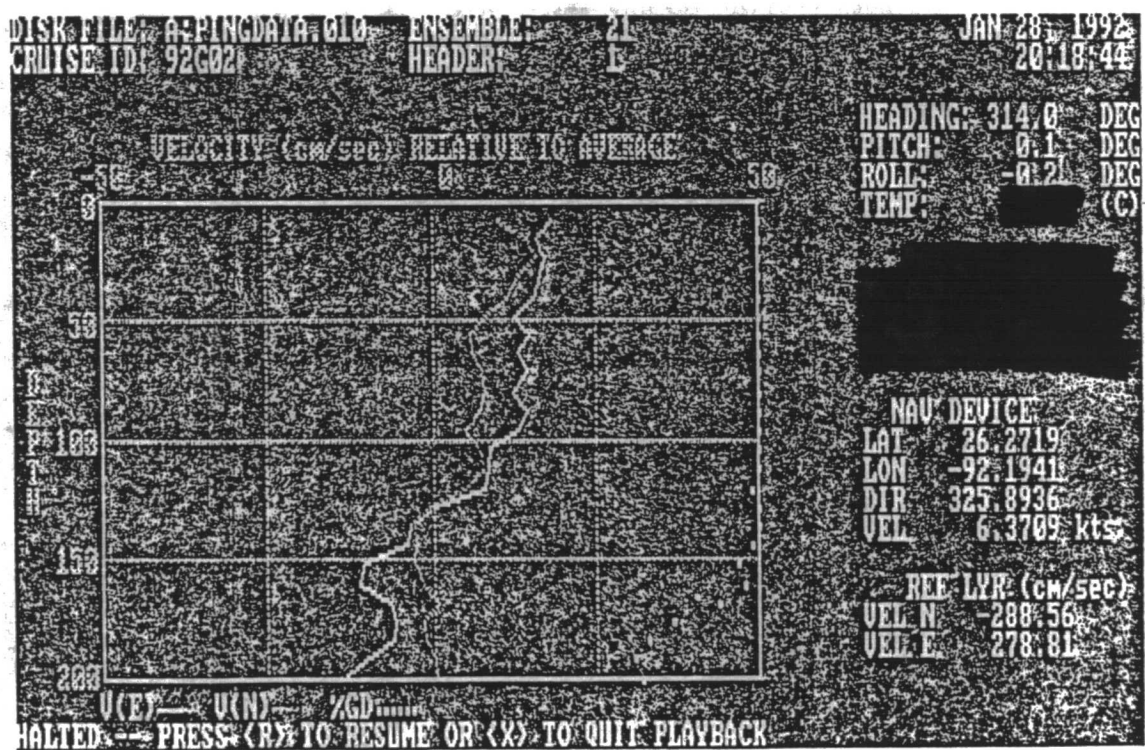 DISK FILE: A:PINGDATA.010 ENSEMBLE: 21 JAN 28, 1992
CRUISE ID: 92G02 HEADER: 1 20:18:44
HEADING: 314.0 DEG
PITCH: 0.1 DEG
ROLL: -0.2 DEG
TEMP: (C)
VELOCITY (cm/sec) RELATIVE TO AVERAGE
-50 0 50
0
50
100
150
200
DEPTH
NAV DEVICE
LAT 26.2719
LON -92.1941
DIR 325.8936
VEL 6.3709 kts
REF LYR (cm/sec)
VEL N -288.56
VEL E 278.81
V(E) V(N) %GD
HALTED -- PRESS <R> TO RESUME OR <X> TO QUIT PLAYBACK